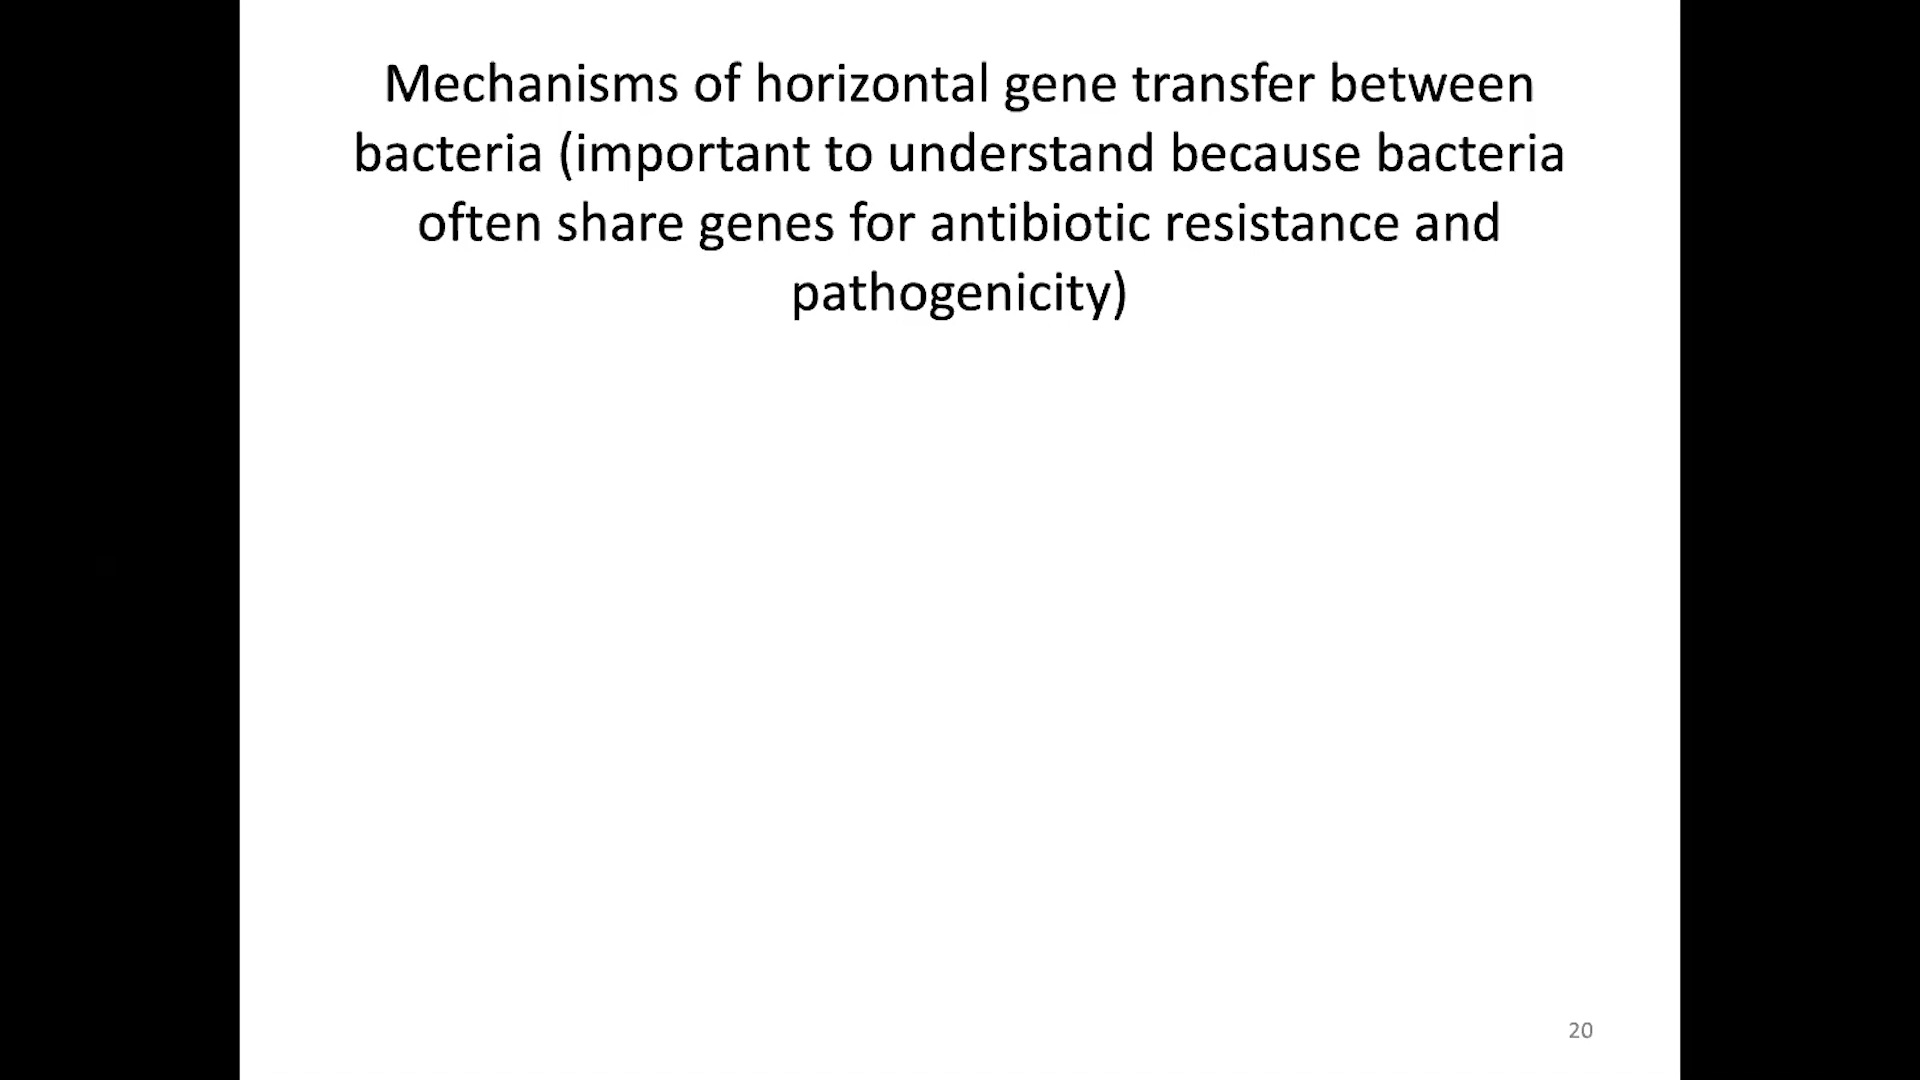 Mechanisms of horizontal gene transfer between
bacteria (important to understand because bacteria
often share genes for antibiotic resistance and
pathogenicity)
20